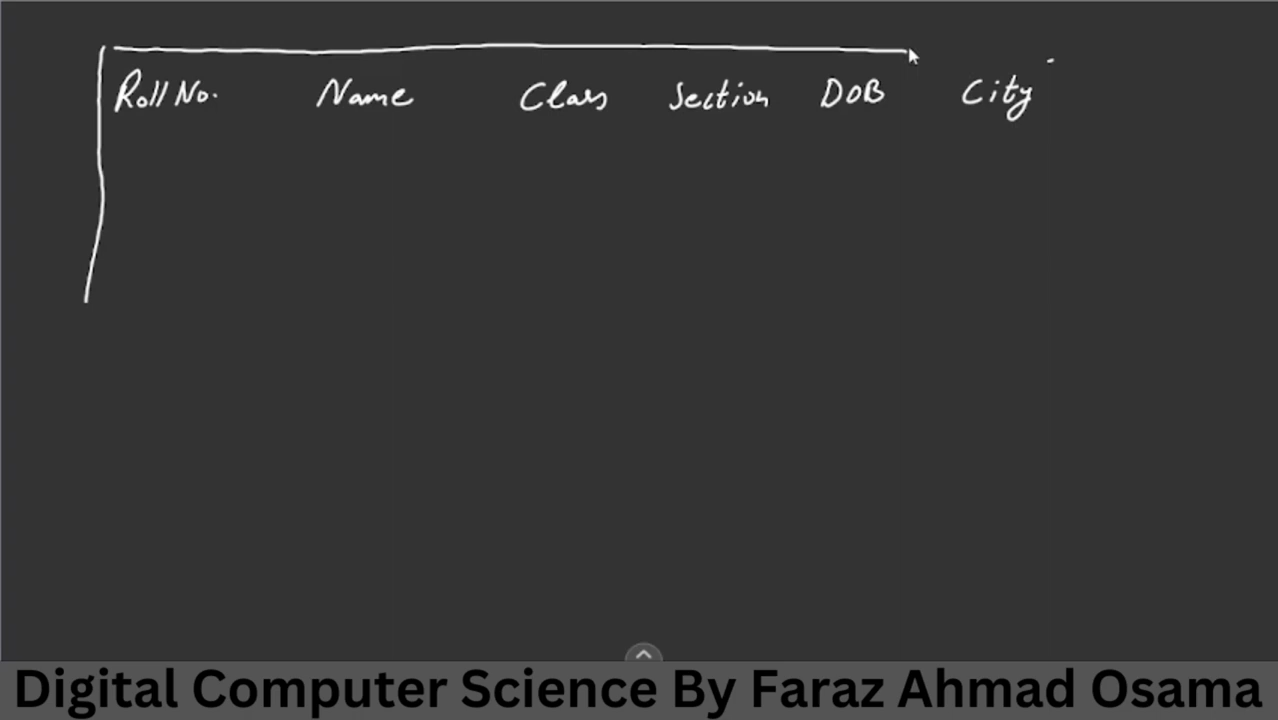 Roll No. Name Class Section DOB City
Digital Computer Science By Faraz Ahmad Osama